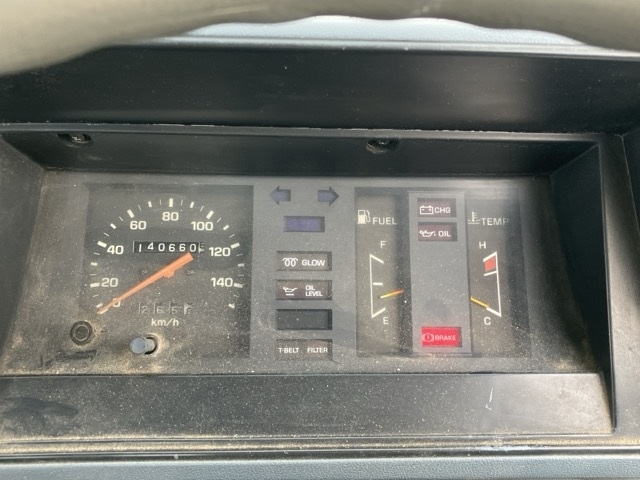 0 20 40 60 80 100 120 140
140660
km/h
GLOW
OIL LEVEL
T-BELT FILTER
FUEL
F
E
CHG
OIL
BRAKE
TEMP
H
C